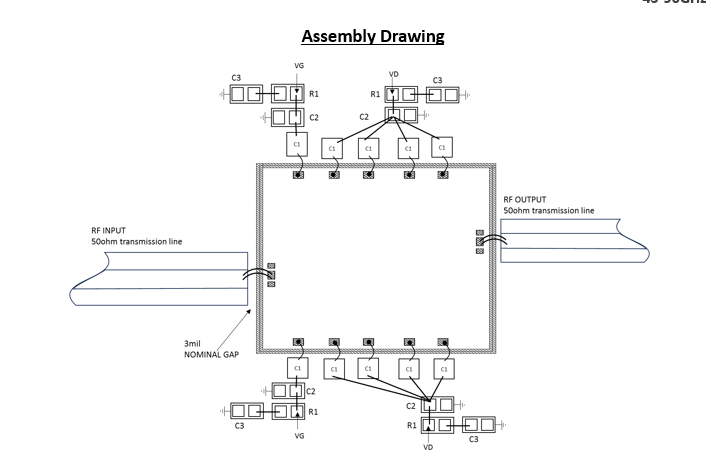 Assembly Drawing
VG
VD
C3
R1
R1
C3
C2
C2
C1
C1
C1
C1
C1
RF OUTPUT
50ohm transmission line
RF INPUT
50ohm transmission line
3mil
NOMINAL GAP
C1
C1
C1
C1
C1
C2
C2
R1
C3
R1
C3
VG
VD